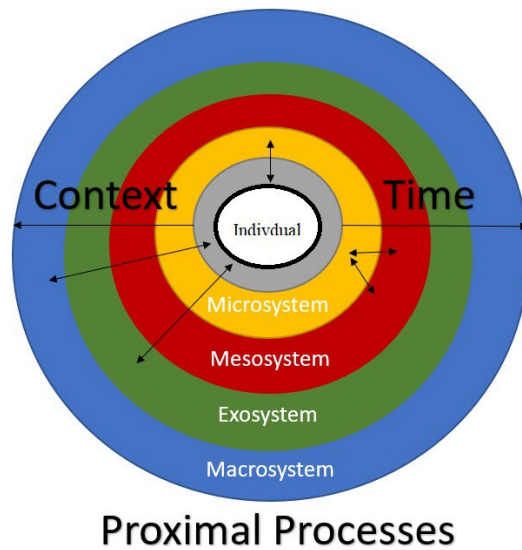 Context
Time
Indivdual
Microsystem
Mesosystem
Exosystem
Macrosystem
Proximal Processes